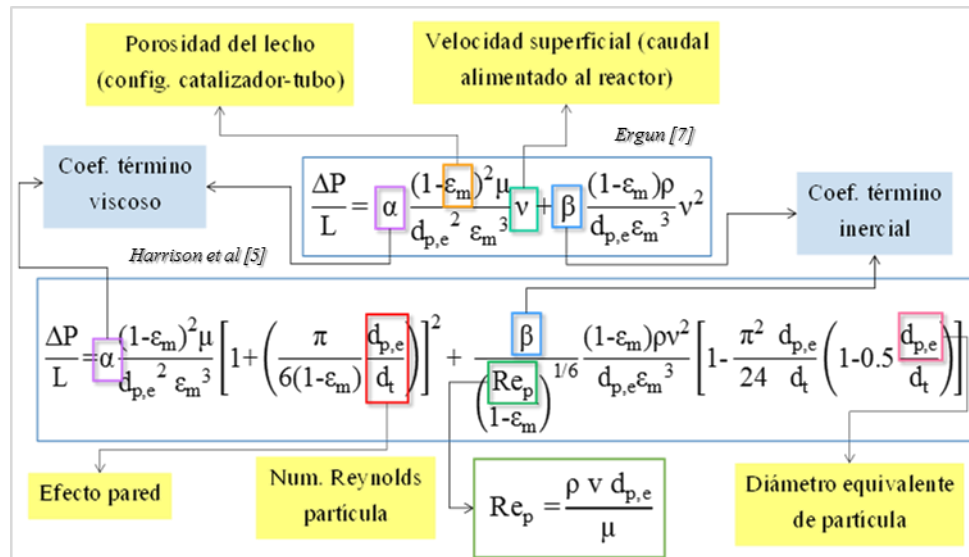 Porosidad del lecho
(config. catalizador-tubo)
Velocidad superficial (caudal
alimentado al reactor)
Ergun [7]
Coef. término
viscoso
ΔP/L = α (1-εm)²μ/(dp,e² εm³) ν + β (1-εm)ρ/(dp,e εm³) ν²
Coef. término
inercial
Harrison et al [5]
ΔP/L = α (1-εm)²μ/(dp,e² εm³) [1+(π/(6(1-εm)) dp,e/dt)]² + β/(Rep/(1-εm))^1/6 (1-εm)ρν²/(dp,e εm³) [1- π²/24 dp,e/dt (1-0.5 dp,e/dt)]
Efecto pared
Num. Reynolds
partícula
Rep = ρ v dp,e/μ
Diámetro equivalente
de partícula